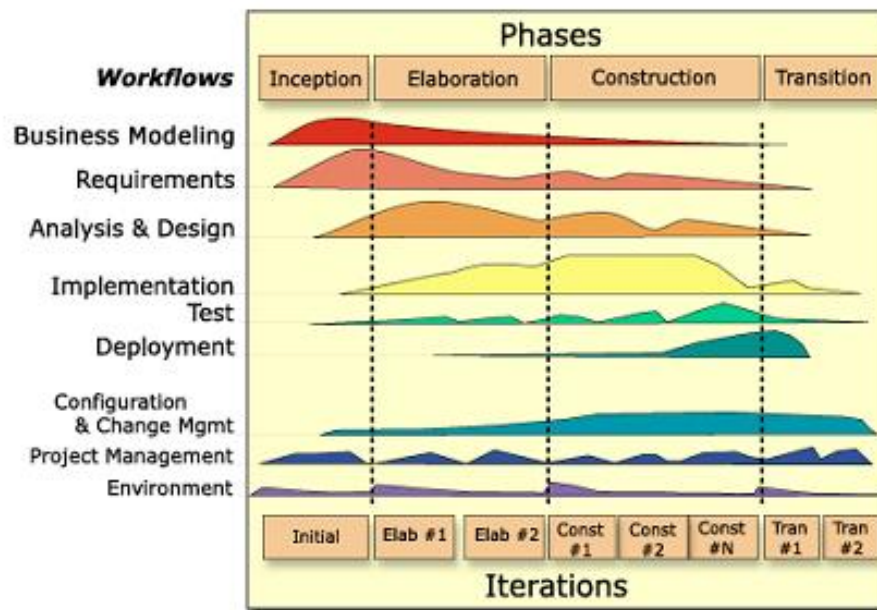 Phases
Workflows
Inception
Elaboration
Construction
Transition
Business Modeling
Requirements
Analysis & Design
Implementation
Test
Deployment
Configuration
& Change Mgmt
Project Management
Environment
Initial
Elab #1
Elab #2
Const
#1
Const
#2
Const
#N
Tran
#1
Tran
#2
Iterations